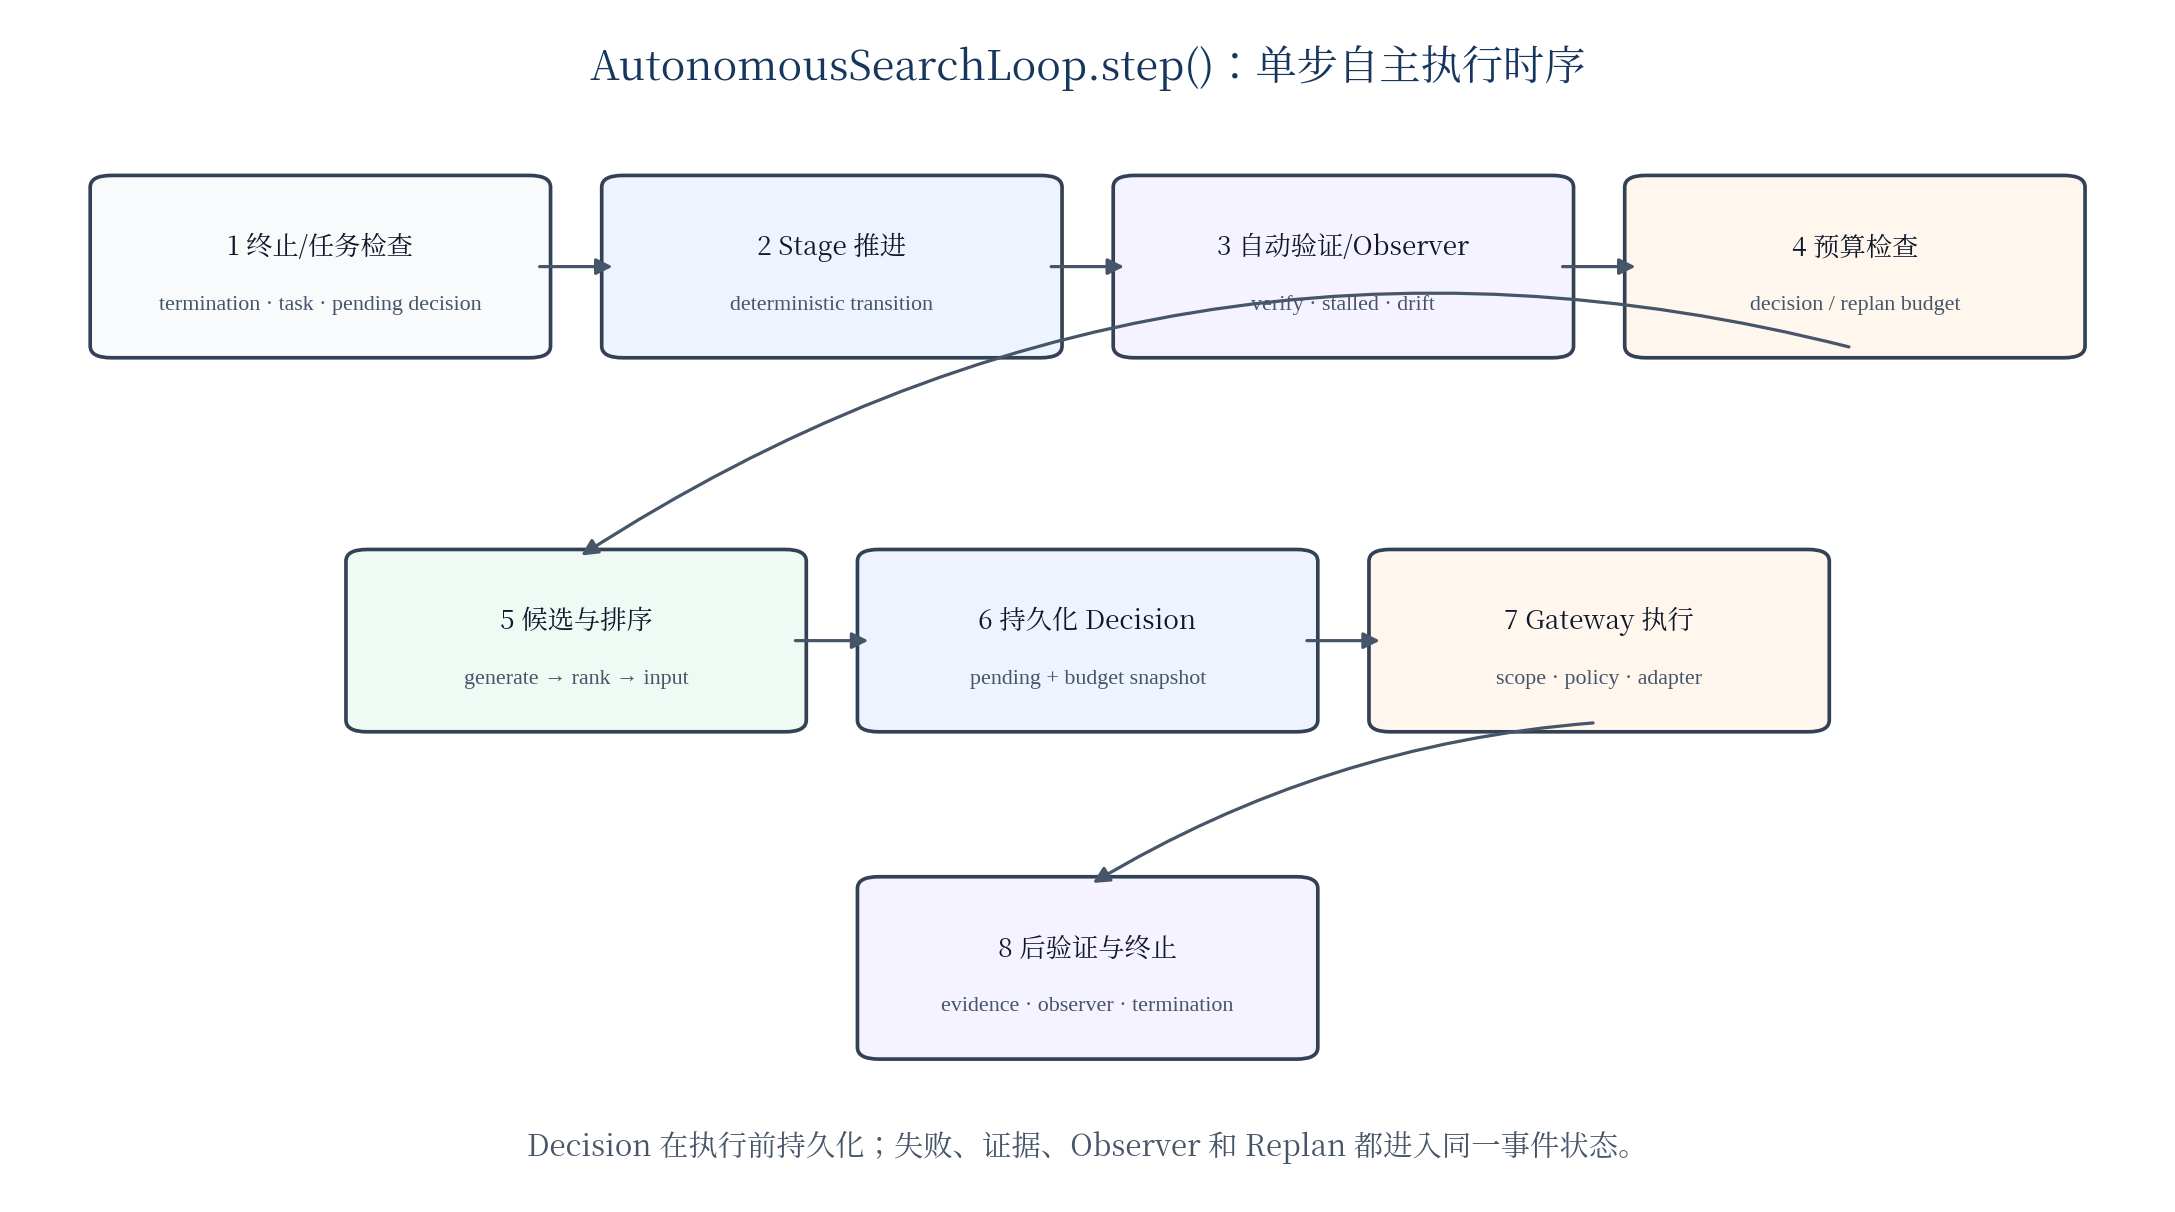 AutonomousSearchLoop.step()：单步自主执行时序
1 终止/任务检查
termination · task · pending decision
2 Stage 推进
deterministic transition
3 自动验证/Observer
verify · stalled · drift
4 预算检查
decision / replan budget
5 候选与排序
generate → rank → input
6 持久化 Decision
pending + budget snapshot
7 Gateway 执行
scope · policy · adapter
8 后验证与终止
evidence · observer · termination
Decision 在执行前持久化；失败、证据、Observer 和 Replan 都进入同一事件状态。